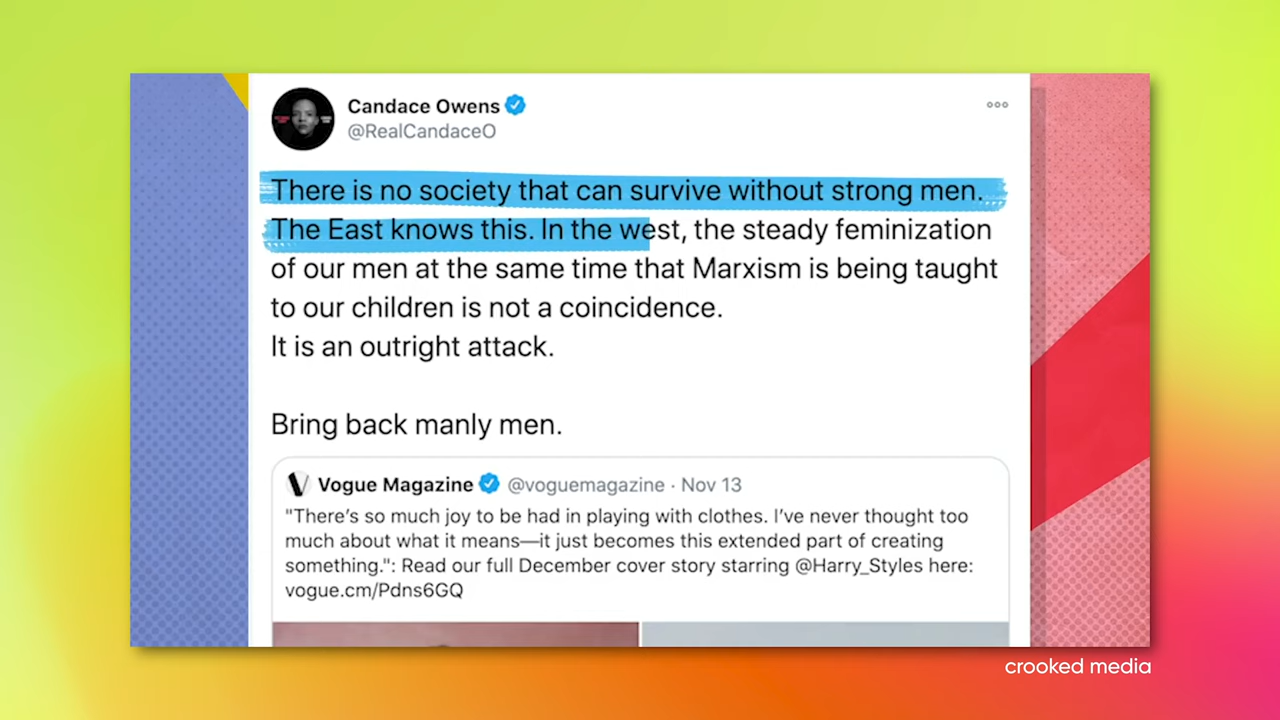 Candace Owens
@RealCandaceO
There is no society that can survive without strong men.
The East knows this. In the west, the steady feminization
of our men at the same time that Marxism is being taught
to our children is not a coincidence.
It is an outright attack.
Bring back manly men.
Vogue Magazine @voguemagazine · Nov 13
"There’s so much joy to be had in playing with clothes. I’ve never thought too
much about what it means—it just becomes this extended part of creating
something.": Read our full December cover story starring @Harry_Styles here:
vogue.cm/Pdns6GQ
crooked media